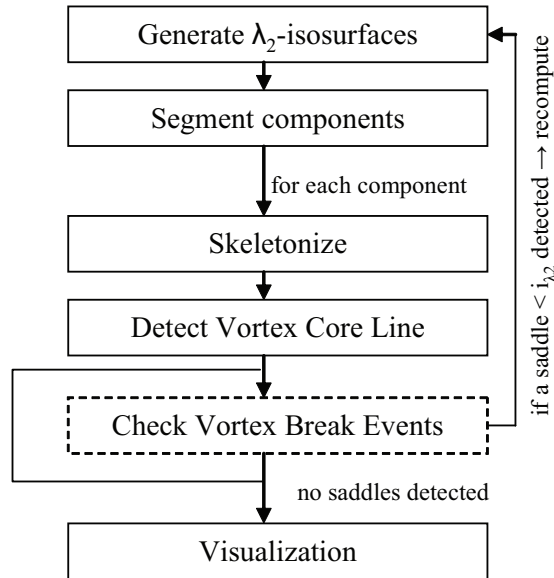 Generate λ₂-isosurfaces
Segment components
for each component
Skeletonize
Detect Vortex Core Line
Check Vortex Break Events
no saddles detected
Visualization
if a saddle < i_λ2 detected → recompute